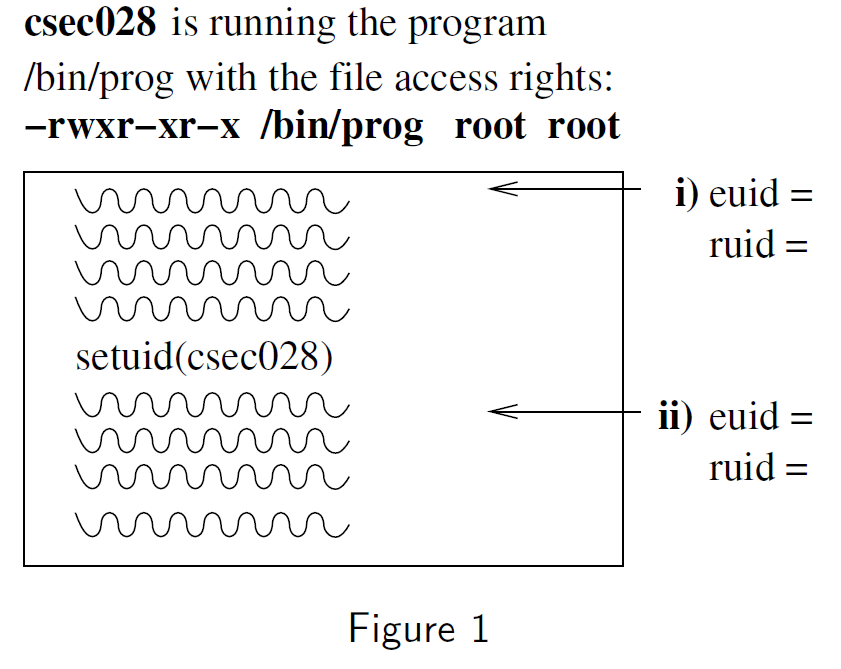 csec028 is running the program
/bin/prog with the file access rights:
–rwxr–xr–x /bin/prog root root
i) euid =
ruid =
setuid(csec028)
ii) euid =
ruid =
Figure 1